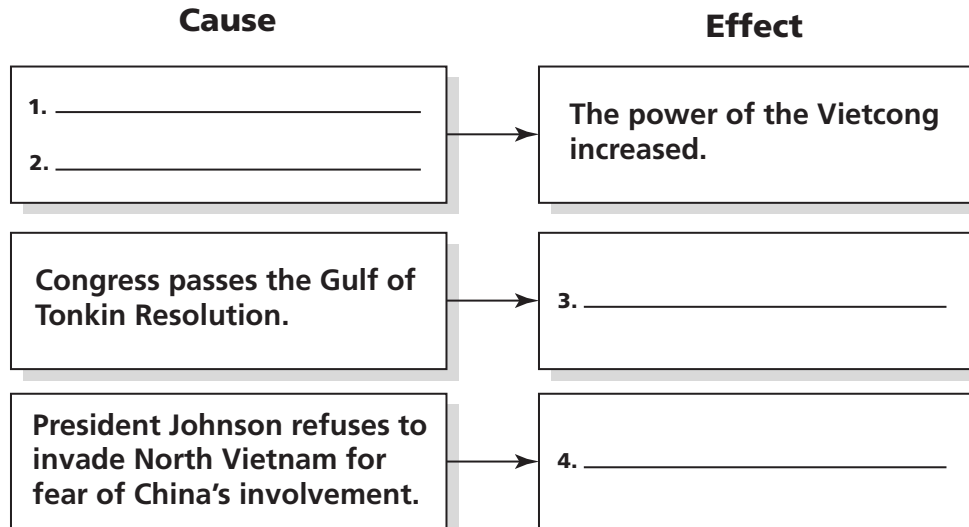 Cause
Effect
1.
2.
The power of the Vietcong
increased.
Congress passes the Gulf of
Tonkin Resolution.
3.
President Johnson refuses to
invade North Vietnam for
fear of China's involvement.
4.